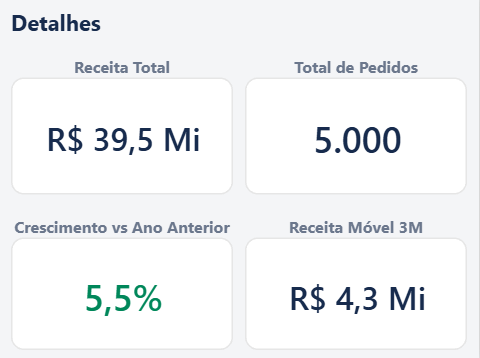 Detalhes
Receita Total
R$ 39,5 Mi
Total de Pedidos
5.000
Crescimento vs Ano Anterior
5,5%
Receita Móvel 3M
R$ 4,3 Mi